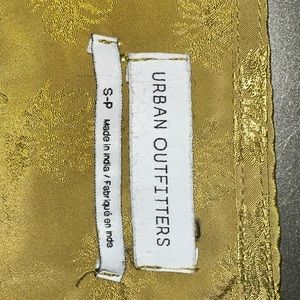 URBAN OUTFITTERS
S-P
Made in India / Fabriqué en Inde